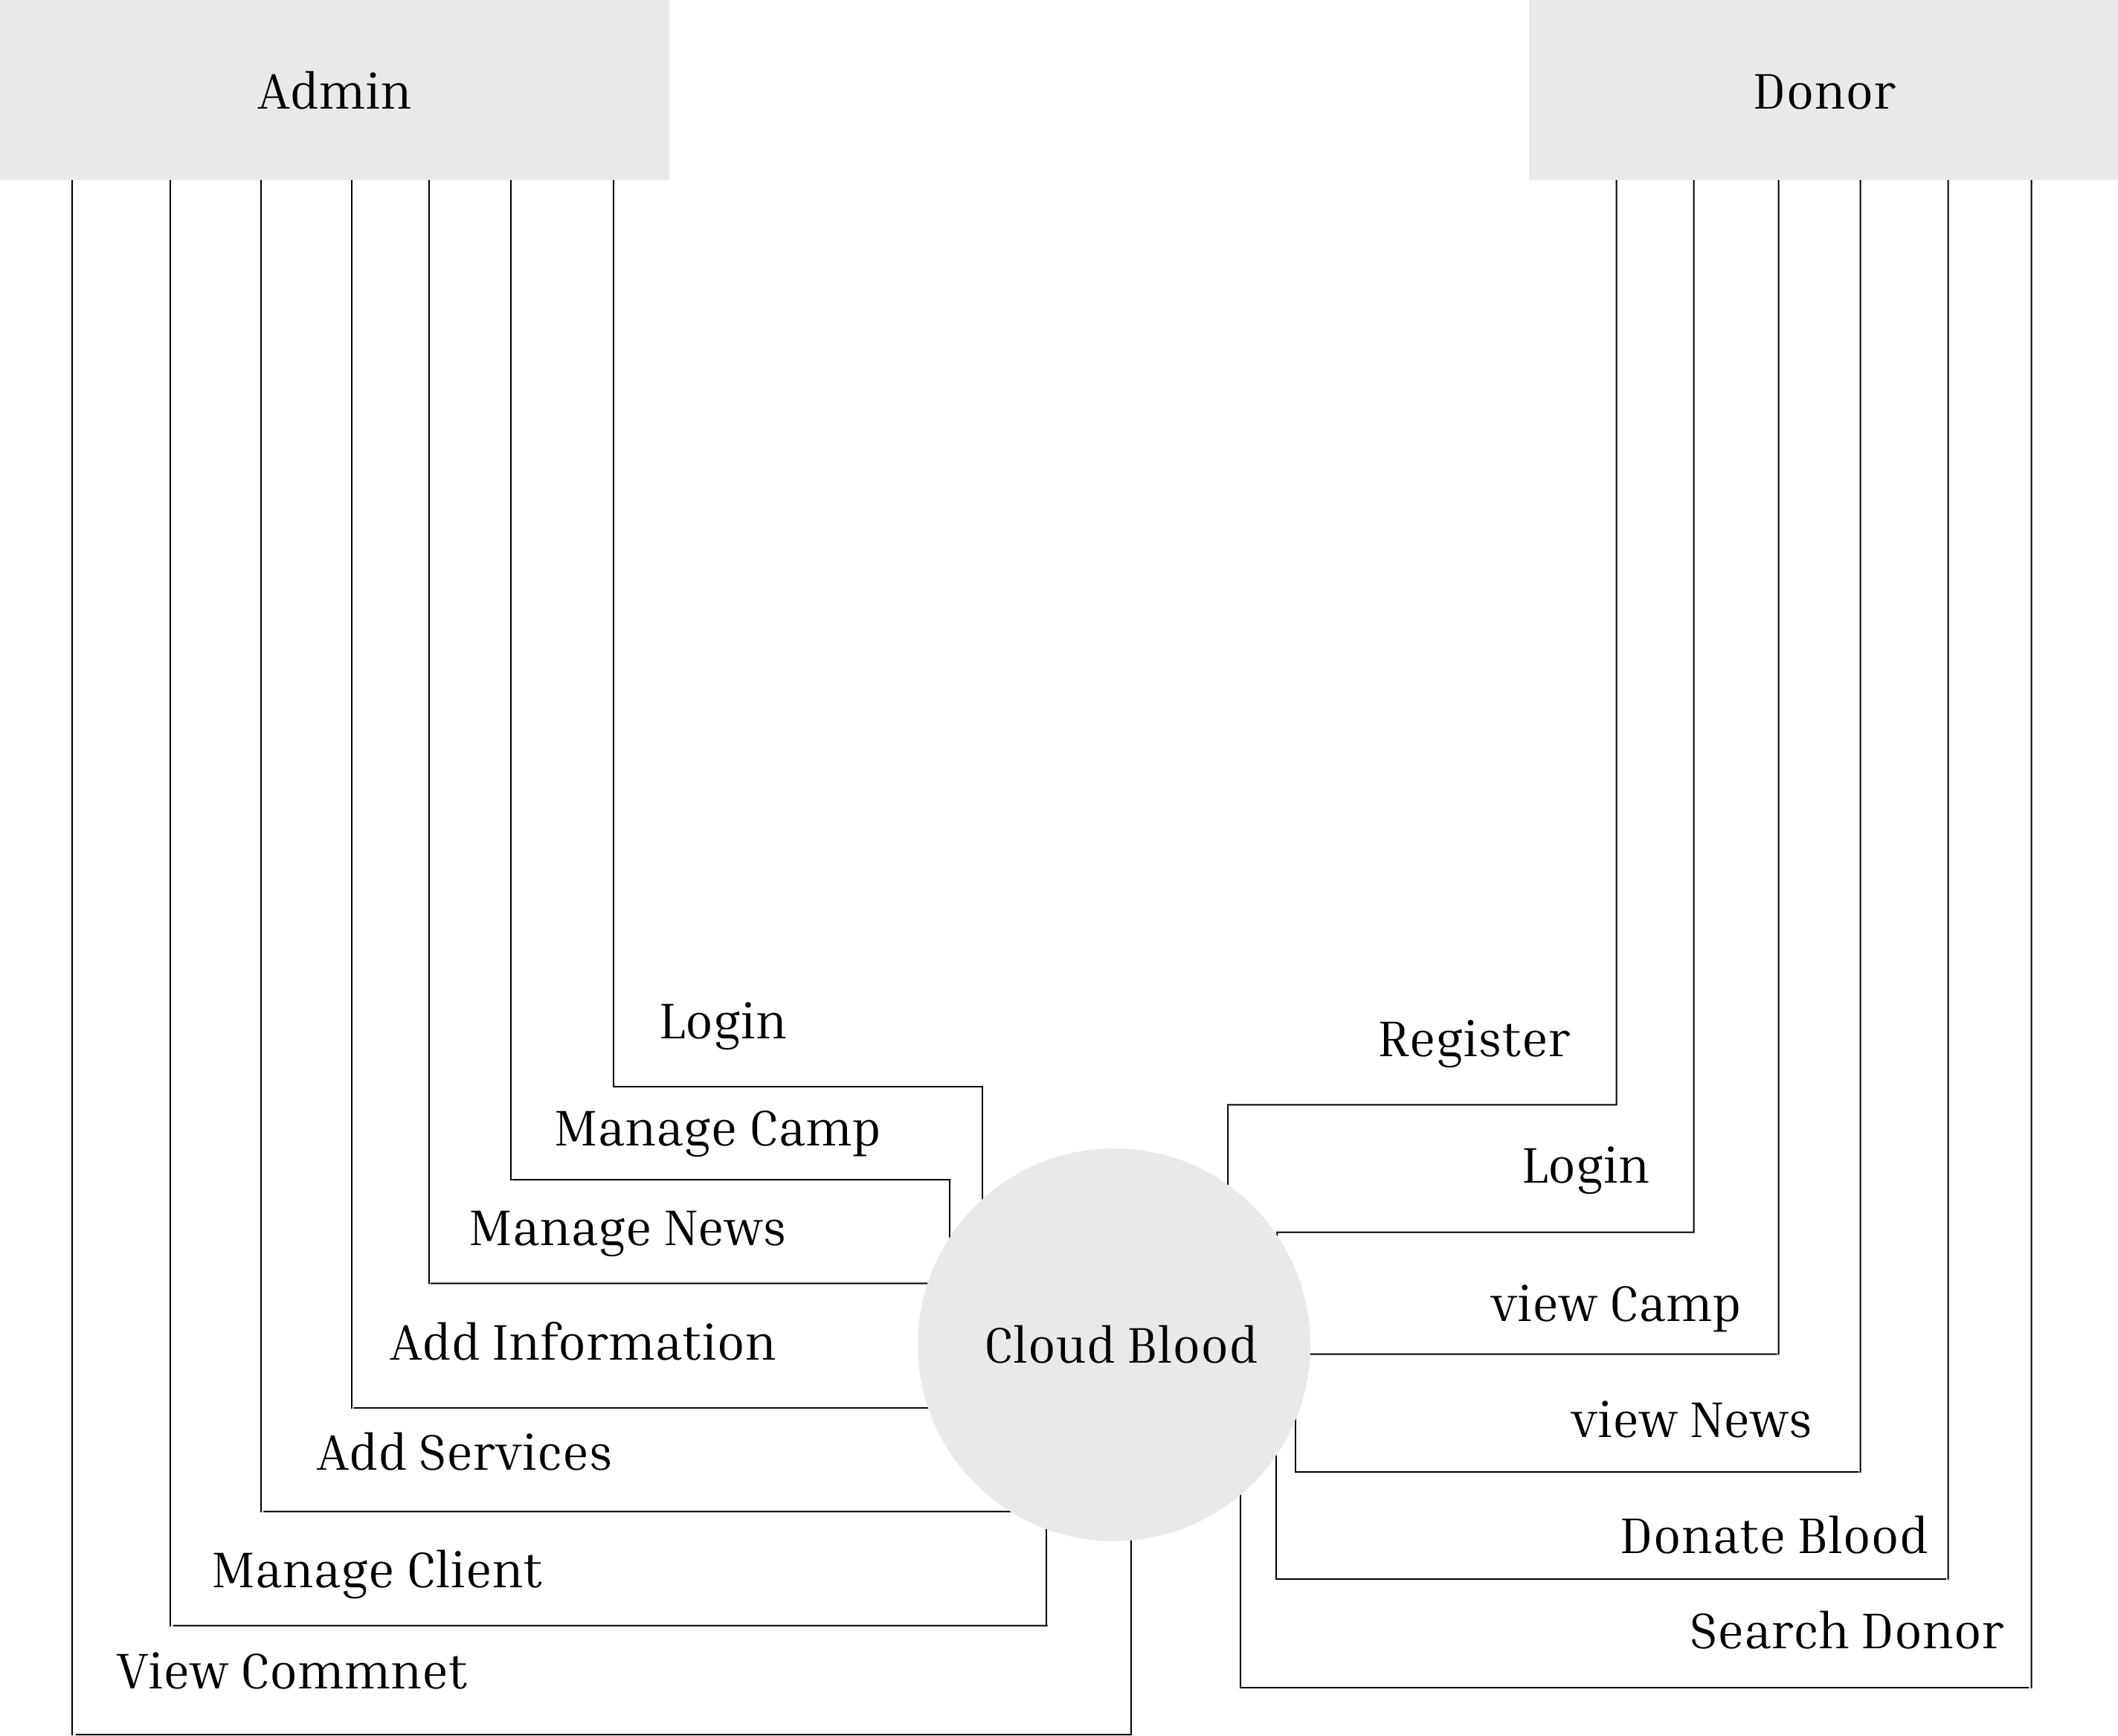 Admin
Donor
Login
Register
Manage Camp
Login
Manage News
view Camp
Add Information
Cloud Blood
view News
Add Services
Donate Blood
Manage Client
Search Donor
View Commnet